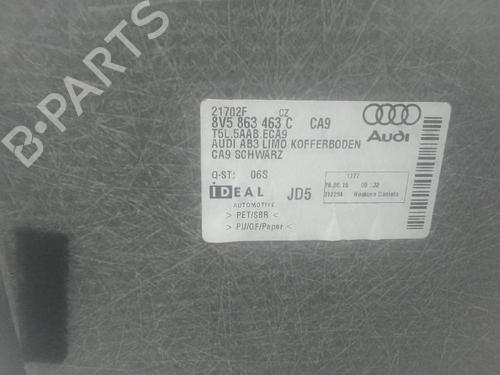 B-PARTS
21702F CZ
8V5 863 463 C CA9
T5L.5AAB.ECA9
AUDI AB3 LIMO KOFFERBODEN
CA9 SCHWARZ
Audi
Q-ST: 06S
IDEAL JD5
AUTOMOTIVE
> PET/SBR <
> PU/GF/Paper <
1377